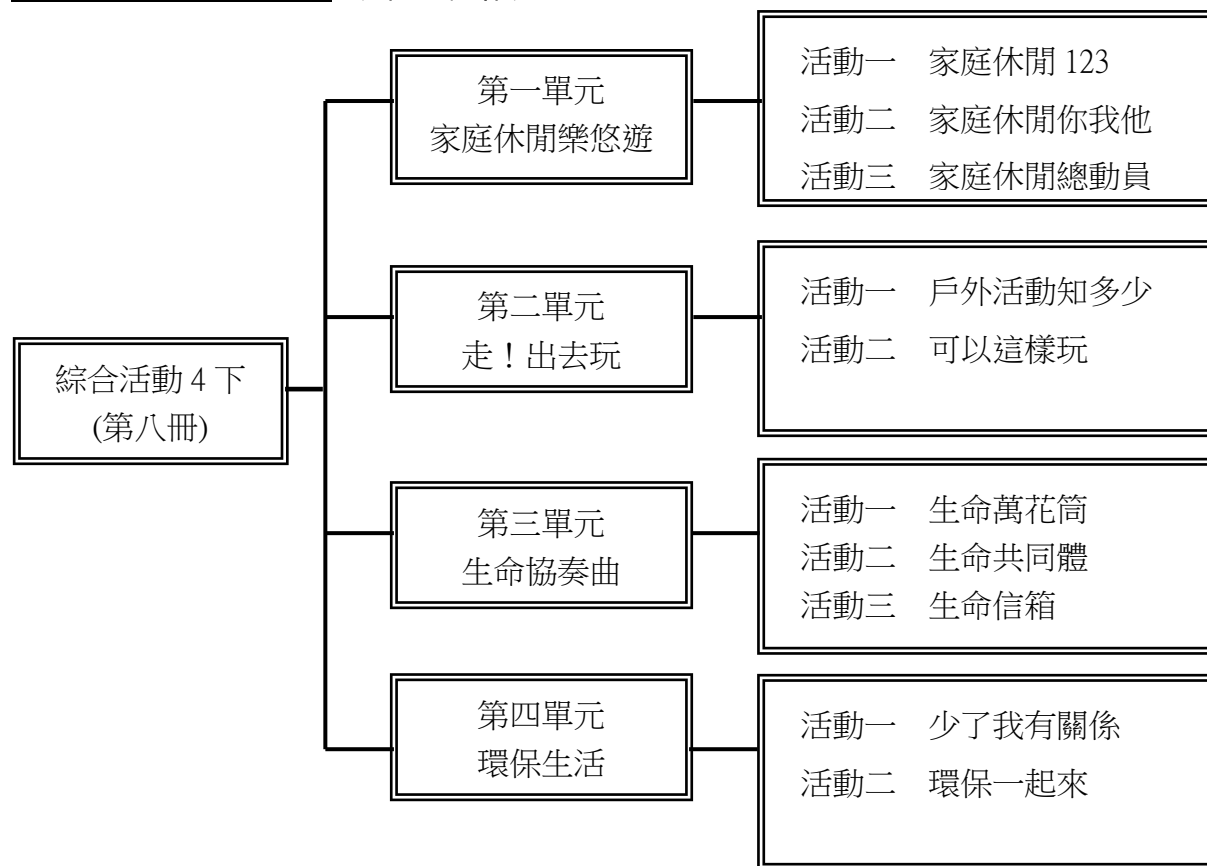 綜合活動 4 下
(第八冊)
第一單元
家庭休閒樂悠遊
活動一 家庭休閒 123
活動二 家庭休閒你我他
活動三 家庭休閒總動員
第二單元
走！出去玩
活動一 戶外活動知多少
活動二 可以這樣玩
第三單元
生命協奏曲
活動一 生命萬花筒
活動二 生命共同體
活動三 生命信箱
第四單元
環保生活
活動一 少了我有關係
活動二 環保一起來